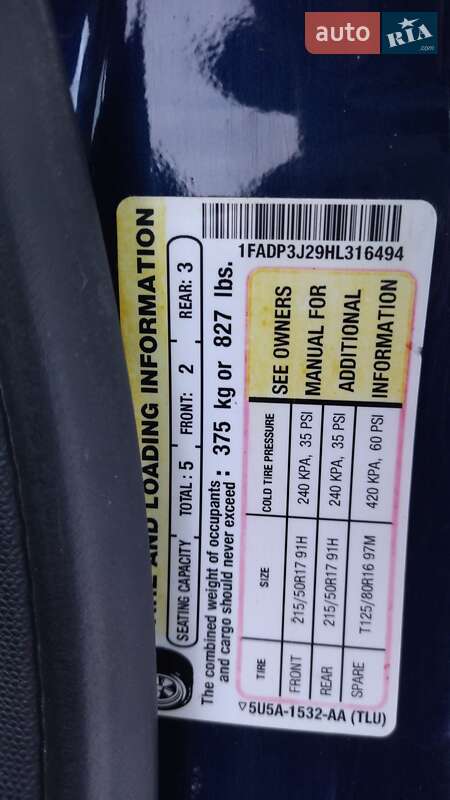 auto RIA .com
1FADP3J29HL316494
TIRE AND LOADING INFORMATION
SEATING CAPACITY TOTAL : 5 FRONT: 2 REAR: 3
The combined weight of occupants
and cargo should never exceed : 375 kg or 827 lbs.
TIRE SIZE COLD TIRE PRESSURE SEE OWNERS
FRONT 215/50R17 91H 240 KPA, 35 PSI MANUAL FOR
REAR 215/50R17 91H 240 KPA, 35 PSI ADDITIONAL
SPARE T125/80R16 97M 420 KPA, 60 PSI INFORMATION
▽5U5A-1532-AA (TLU)